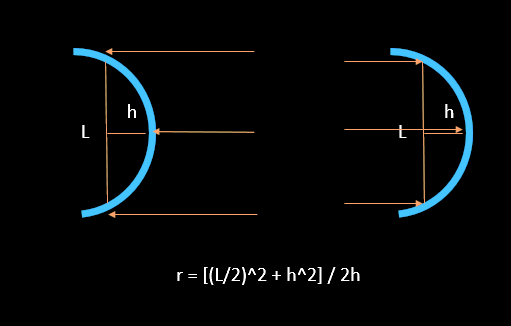 h
L
h
L
r = [(L/2)^2 + h^2] / 2h